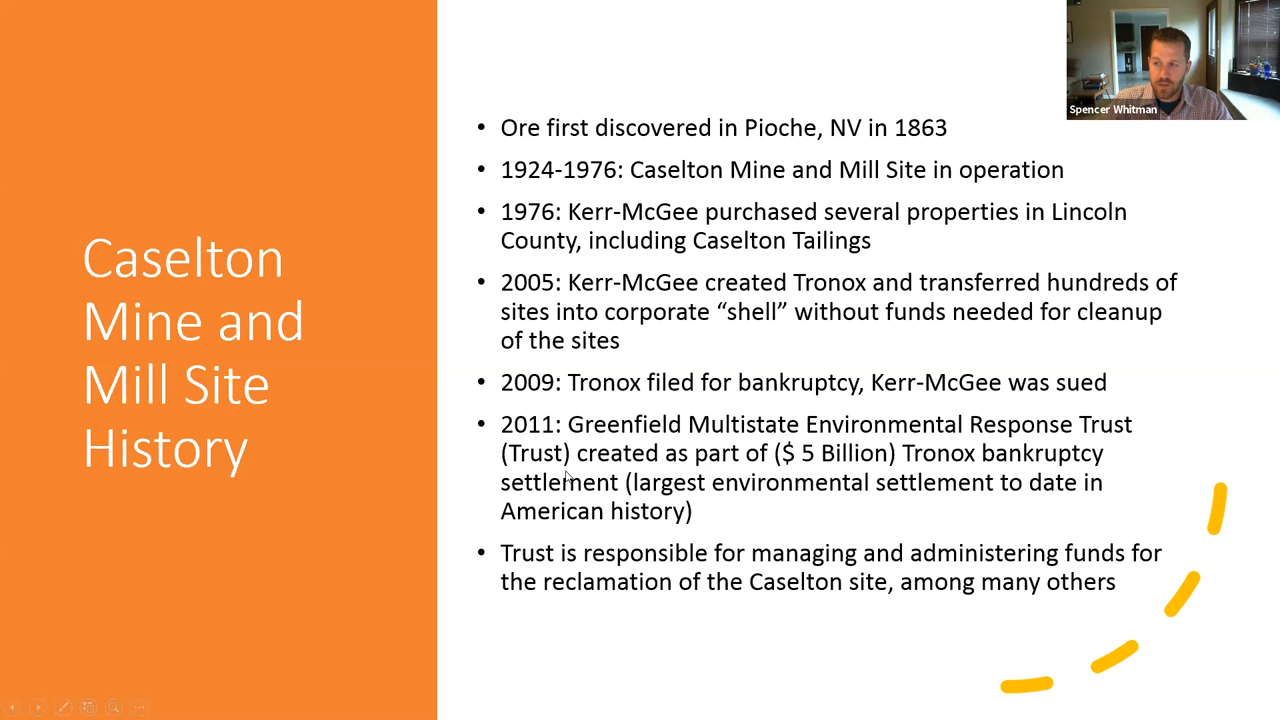 Caselton
Mine and
Mill Site
History
• Ore first discovered in Pioche, NV in 1863
• 1924-1976: Caselton Mine and Mill Site in operation
• 1976: Kerr-McGee purchased several properties in Lincoln
County, including Caselton Tailings
• 2005: Kerr-McGee created Tronox and transferred hundreds of
sites into corporate “shell” without funds needed for cleanup
of the sites
• 2009: Tronox filed for bankruptcy, Kerr-McGee was sued
• 2011: Greenfield Multistate Environmental Response Trust
(Trust) created as part of ($ 5 Billion) Tronox bankruptcy
settlement (largest environmental settlement to date in
American history)
• Trust is responsible for managing and administering funds for
the reclamation of the Caselton site, among many others
Spencer Whitman